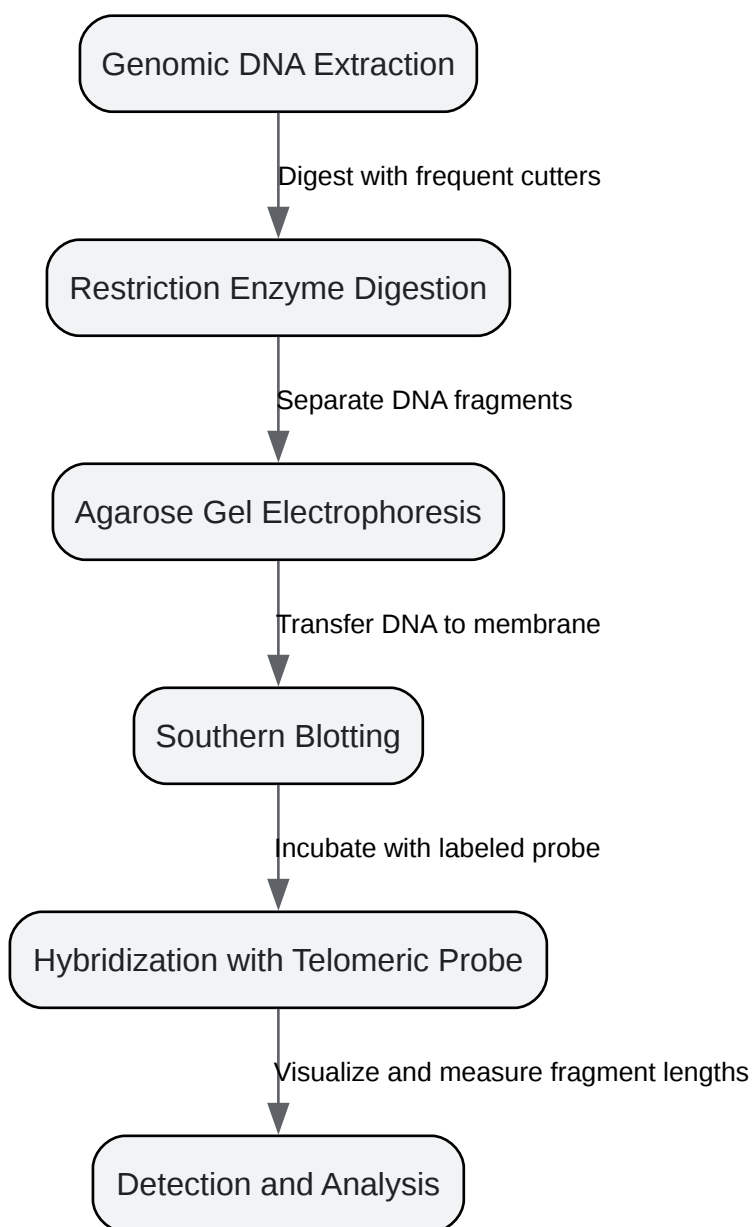 Genomic DNA Extraction
Digest with frequent cutters
Restriction Enzyme Digestion
Separate DNA fragments
Agarose Gel Electrophoresis
Transfer DNA to membrane
Southern Blotting
Incubate with labeled probe
Hybridization with Telomeric Probe
Visualize and measure fragment lengths
Detection and Analysis